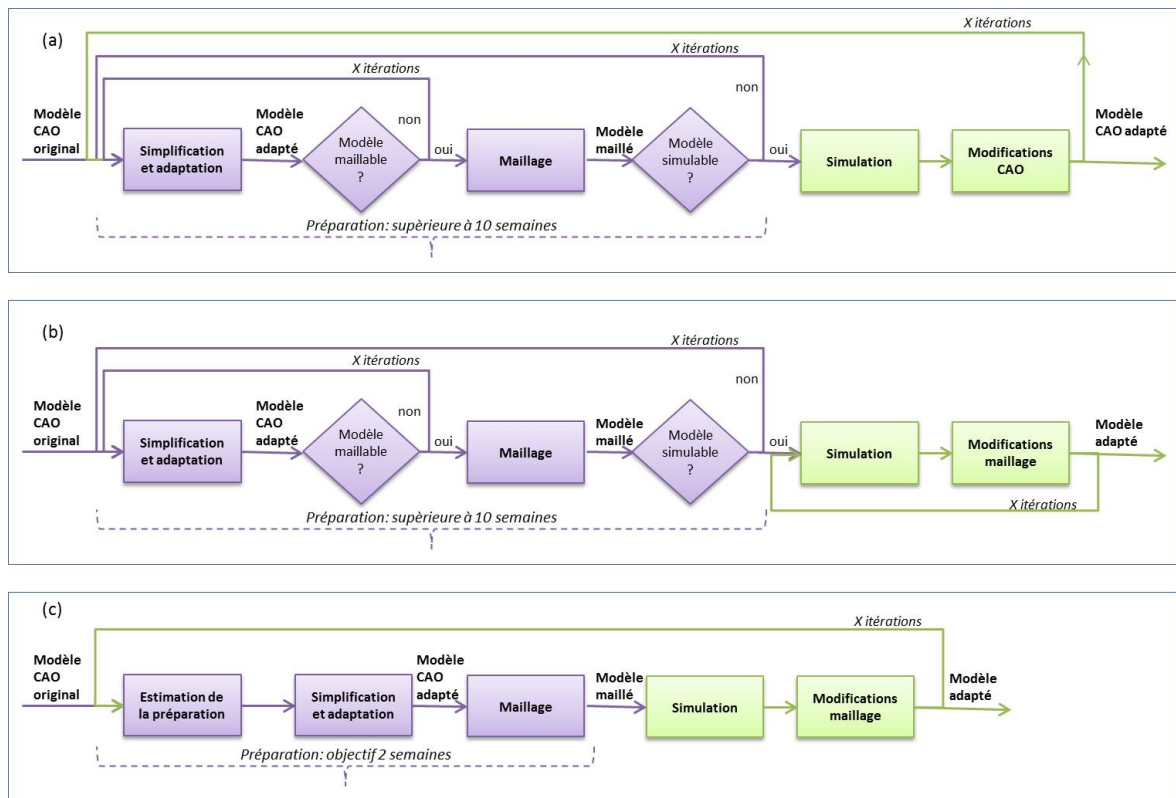 (a)
X itérations
X itérations
X itérations
Modèle
CAO
original
Simplification
et adaptation
Modèle
CAO
adapté
Modèle
maillable
?
non
oui
Maillage
Modèle
maillé
Modèle
simulable
?
non
oui
Simulation
Modifications
CAO
Modèle
CAO adapté
Préparation: supèrieure à 10 semaines
(b)
X itérations
X itérations
Modèle
CAO
original
Simplification
et adaptation
Modèle
CAO
adapté
Modèle
maillable
?
non
oui
Maillage
Modèle
maillé
Modèle
simulable
?
non
oui
Simulation
Modifications
maillage
Modèle
adapté
X itérations
Préparation: supèrieure à 10 semaines
(c)
X itérations
Modèle
CAO
original
Estimation de
la préparation
Simplification
et adaptation
Modèle
CAO
adapté
Maillage
Modèle
maillé
Simulation
Modifications
maillage
Modèle
adapté
Préparation: objectif 2 semaines